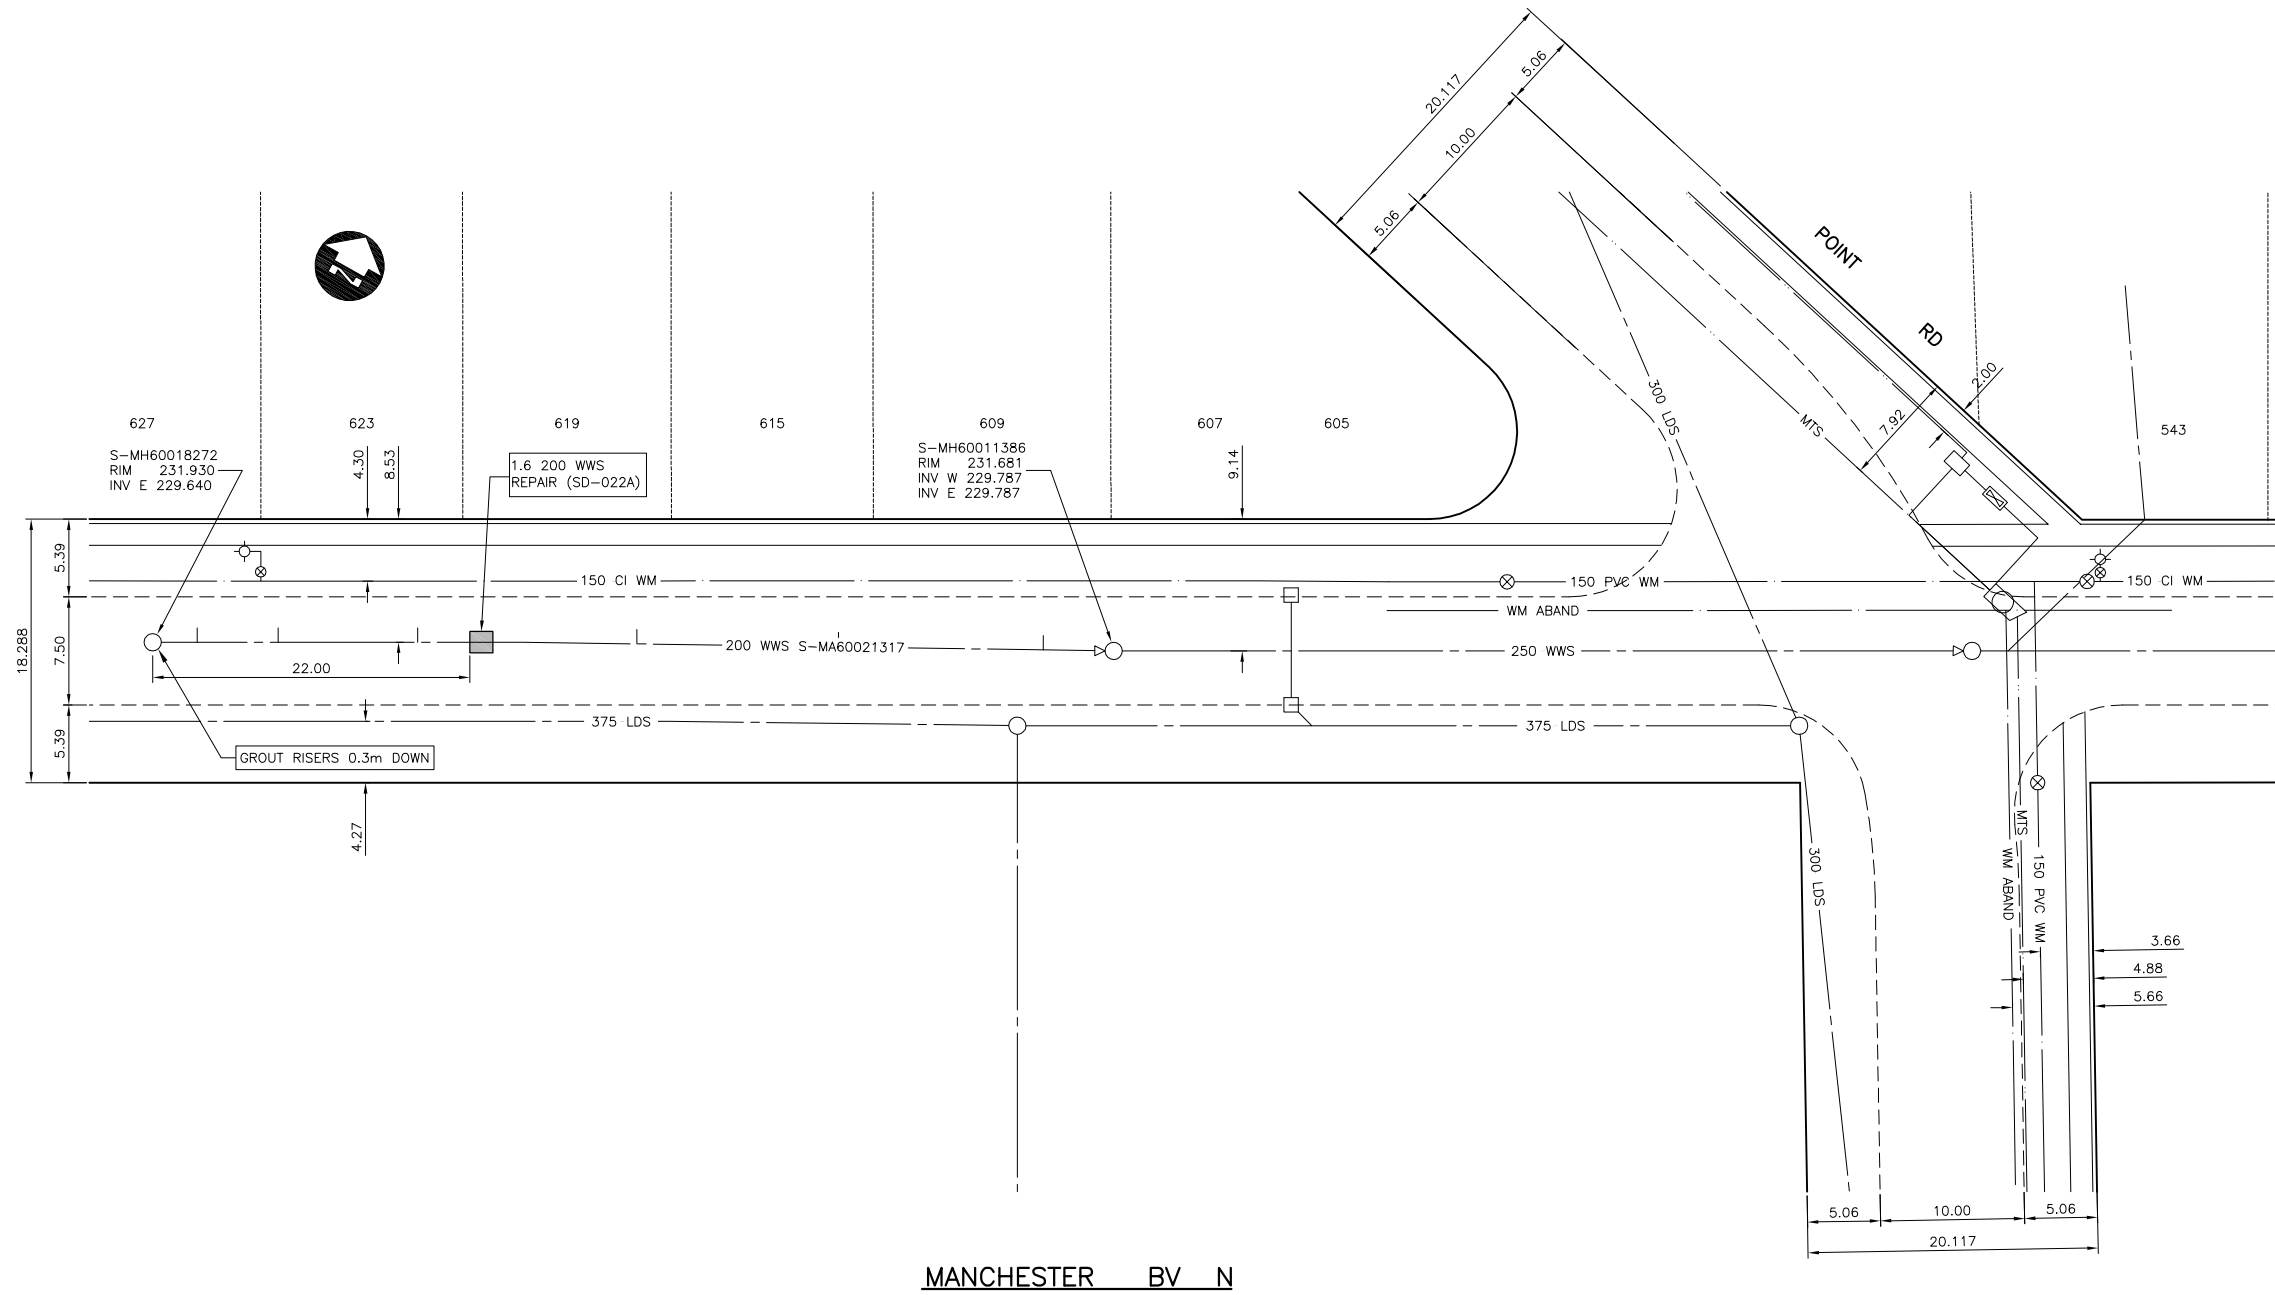 20.117
5.06
10.00
5.06
POINT
RD
2.00
7.92
Z
627
623
619
615
609
607
605
543
S-MH60018272
RIM 231.930
INV E 229.640
4.30
8.53
1.6 200 WWS
REPAIR (SD-022A)
S-MH60011386
RIM 231.681
INV W 229.787
INV E 229.787
9.14
300 LDS
MTS
18.288
5.39
7.50
5.39
150 CI WM
150 PVC WM
150 CI WM
WM ABAND
200 WWS S-MA60021317
250 WWS
22.00
375 LDS
375 LDS
GROUT RISERS 0.3m DOWN
4.27
300 LDS
WM ABAND
MTS
150 PVC WM
3.66
4.88
5.66
5.06
10.00
5.06
20.117
MANCHESTER BV N